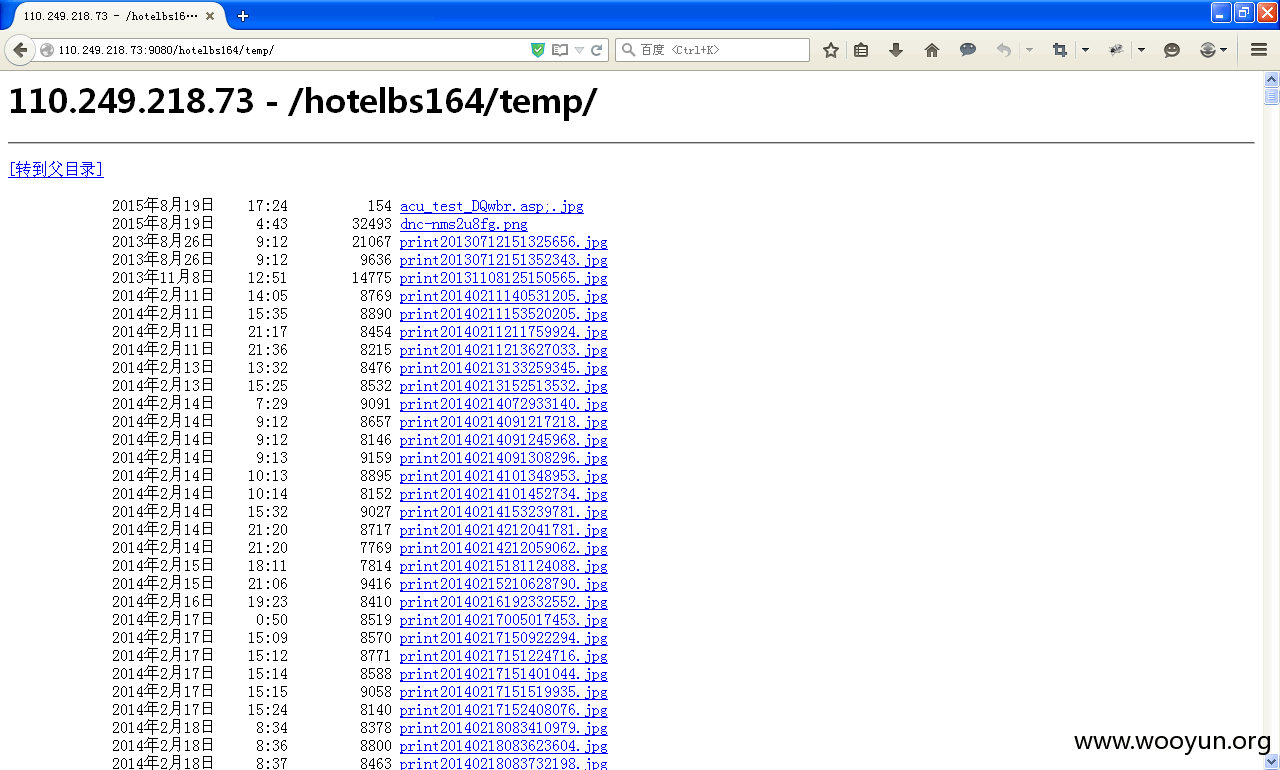 110.249.218.73 - /hotelbs16···
110.249.218.73:9080/hotelbs164/temp/
百度 <Ctrl+K>
110.249.218.73 - /hotelbs164/temp/
[转到父目录]
2015年8月19日 17:24 154 acu_test_DQwbr.asp;.jpg
2015年8月19日 4:43 32493 dnc-nms2u8fg.png
2013年8月26日 9:12 21067 print20130712151325656.jpg
2013年8月26日 9:12 9636 print20130712151352343.jpg
2013年11月8日 12:51 14775 print20131108125150565.jpg
2014年2月11日 14:05 8769 print20140211140531205.jpg
2014年2月11日 15:35 8890 print20140211153520205.jpg
2014年2月11日 21:17 8454 print20140211211759924.jpg
2014年2月11日 21:36 8215 print20140211213627033.jpg
2014年2月13日 13:32 8476 print20140213133259345.jpg
2014年2月13日 15:25 8532 print20140213152513532.jpg
2014年2月14日 7:29 9091 print20140214072933140.jpg
2014年2月14日 9:12 8657 print20140214091217218.jpg
2014年2月14日 9:12 8146 print20140214091245968.jpg
2014年2月14日 9:13 9159 print20140214091308296.jpg
2014年2月14日 10:13 8895 print20140214101348953.jpg
2014年2月14日 10:14 8152 print20140214101452734.jpg
2014年2月14日 15:32 9027 print20140214153239781.jpg
2014年2月14日 21:20 8717 print20140214212041781.jpg
2014年2月14日 21:20 7769 print20140214212059062.jpg
2014年2月15日 18:11 7814 print20140215181124088.jpg
2014年2月15日 21:06 9416 print20140215210628790.jpg
2014年2月16日 19:23 8410 print20140216192332552.jpg
2014年2月17日 0:50 8519 print20140217005017453.jpg
2014年2月17日 15:09 8570 print20140217150922294.jpg
2014年2月17日 15:12 8771 print20140217151224716.jpg
2014年2月17日 15:14 8588 print20140217151401044.jpg
2014年2月17日 15:15 9058 print20140217151519935.jpg
2014年2月17日 15:24 8140 print20140217152408076.jpg
2014年2月18日 8:34 8378 print20140218083410979.jpg
2014年2月18日 8:36 8800 print20140218083623604.jpg
2014年2月18日 8:37 8463 print20140218083732198.jpg
www.wooyun.org